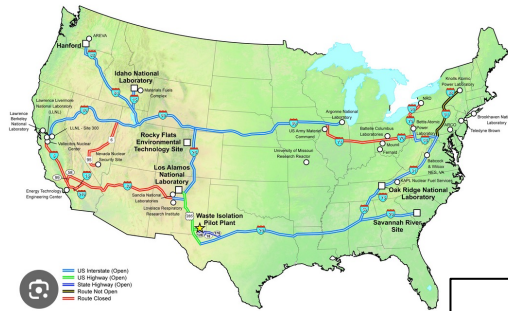 AREVA
Hanford
Idaho National
Laboratory
Materials Fuels
Complex
Knolls Atomic
Power Laboratory
Lawrence Livermore
National Laboratory
(LLNL)
Lawrence
Berkeley
National
Laboratory
LLNL - Site 300
Vallecitos Nuclear
Center
Nevada National
Security Site
Rocky Flats
Environmental
Technology Site
Argonne National
Laboratory
US Army Material
Command
Battelle Columbus
Laboratories
Mound
Fernald
Bettis Atomic
Power
Laboratory
Brookhaven National
Laboratory
Teledyne Brown
University of Missouri
Research Reactor
Babcock & Wilcox
NES, VA
Nuclear Fuel Services
Los Alamos
National
Laboratory
Energy Technology
Engineering Center
Sandia National
Laboratories
Lovelace Respiratory
Research Institute
Oak Ridge National
Laboratory
Waste Isolation
Pilot Plant
Savannah River
Site
US Interstate (Open)
US Highway (Open)
State Highway (Open)
Route Not Open
Route Closed